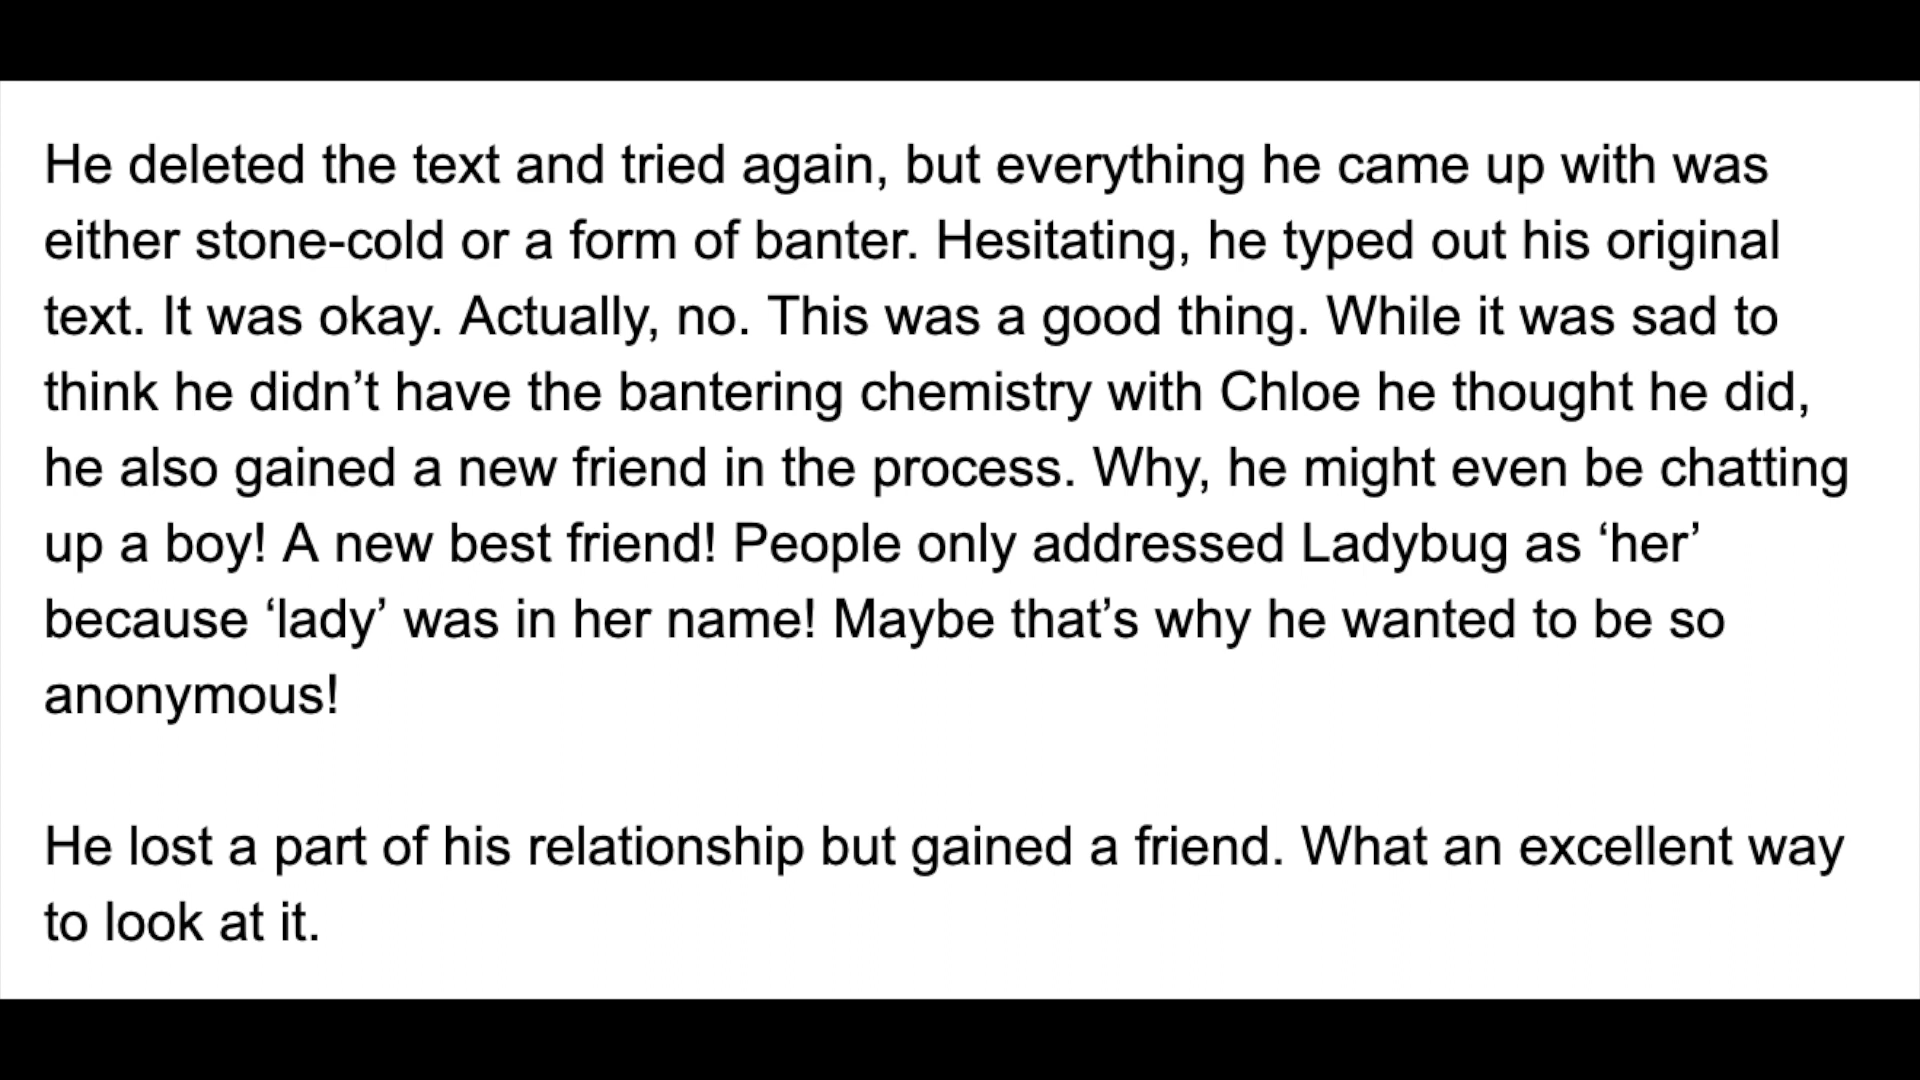 He deleted the text and tried again, but everything he came up with was
either stone-cold or a form of banter. Hesitating, he typed out his original
text. It was okay. Actually, no. This was a good thing. While it was sad to
think he didn’t have the bantering chemistry with Chloe he thought he did,
he also gained a new friend in the process. Why, he might even be chatting
up a boy! A new best friend! People only addressed Ladybug as ‘her’
because ‘lady’ was in her name! Maybe that’s why he wanted to be so
anonymous!
He lost a part of his relationship but gained a friend. What an excellent way
to look at it.